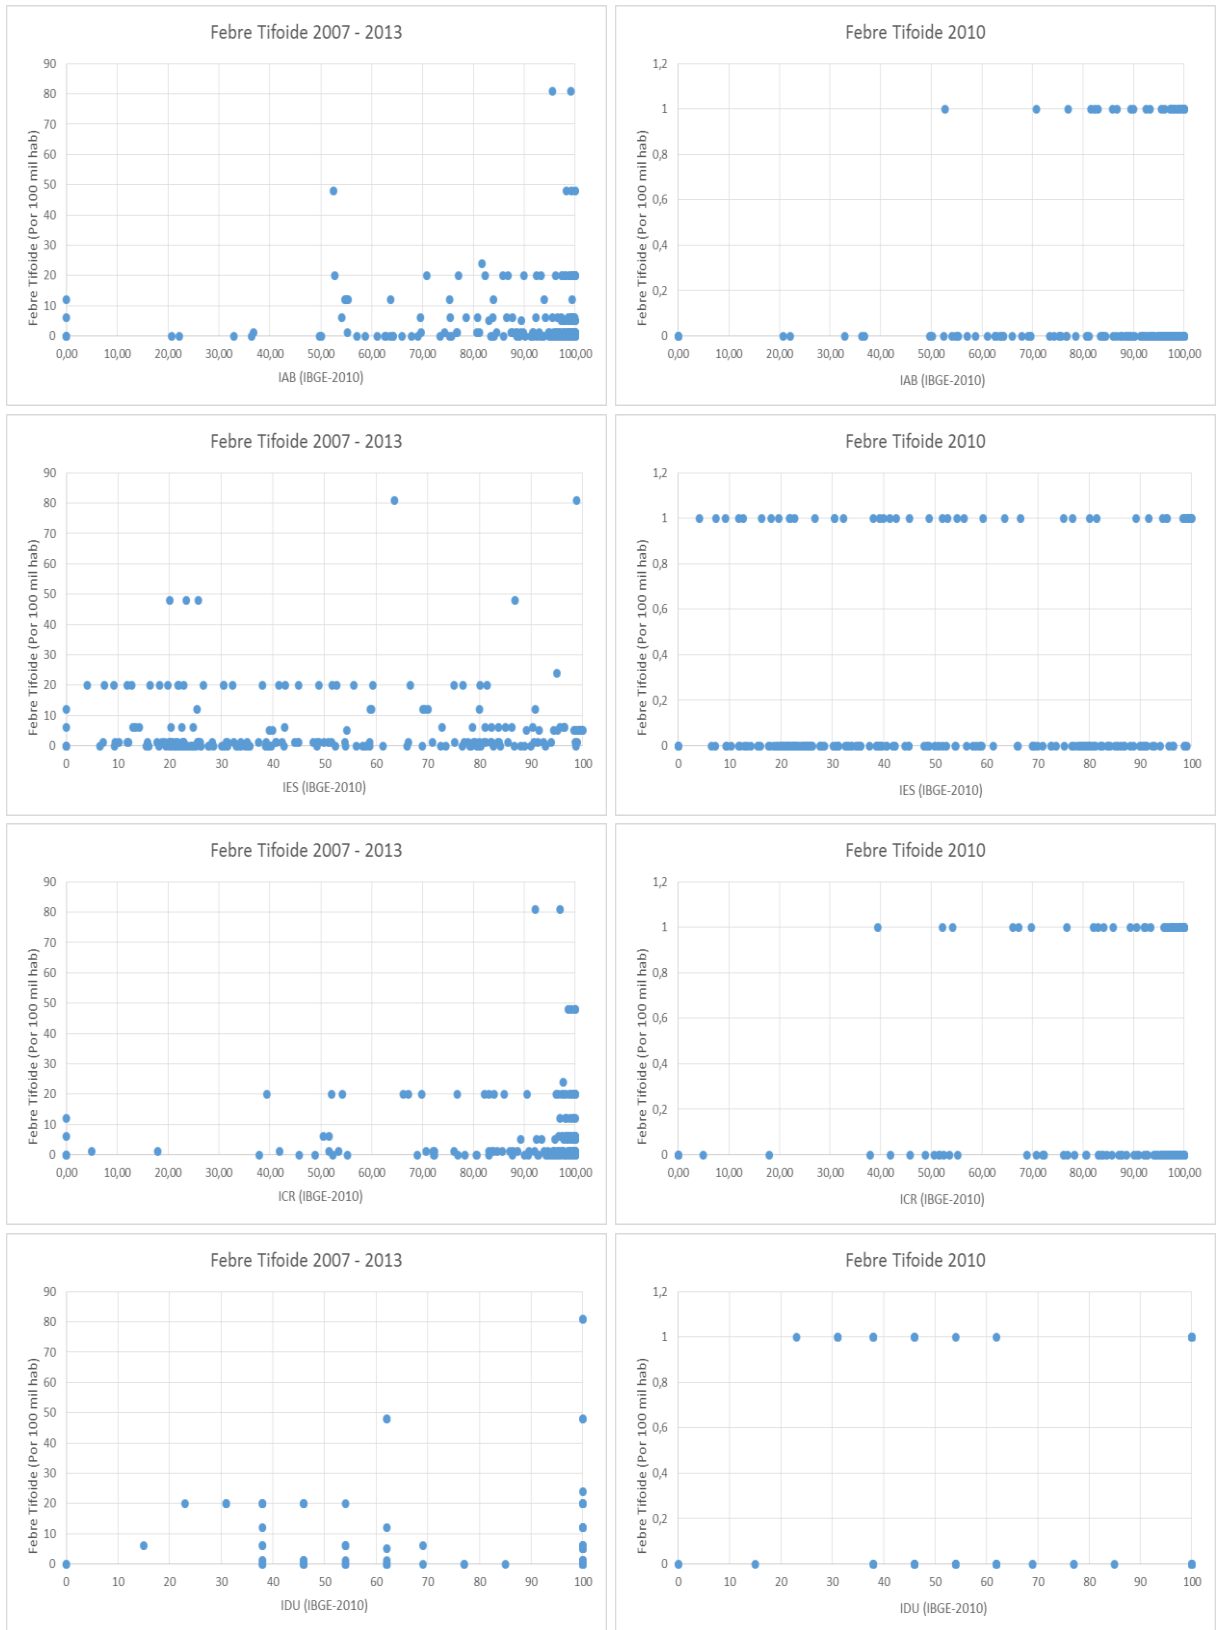 Febre Tifoide 2007 - 2013
Febre Tifoide (Por 100 mil hab)
90
80
70
60
50
40
30
20
10
0
0,00 10,00 20,00 30,00 40,00 50,00 60,00 70,00 80,00 90,00 100,00
IAB (IBGE-2010)
Febre Tifoide 2010
Febre Tifoide (Por 100 mil hab)
1,2
1
0,8
0,6
0,4
0,2
0
0,00 10,00 20,00 30,00 40,00 50,00 60,00 70,00 80,00 90,00 100,00
IAB (IBGE-2010)
Febre Tifoide 2007 - 2013
Febre Tifoide (Por 100 mil hab)
90
80
70
60
50
40
30
20
10
0
0 10 20 30 40 50 60 70 80 90 100
IES (IBGE-2010)
Febre Tifoide 2010
Febre Tifoide (Por 100 mil hab)
1,2
1
0,8
0,6
0,4
0,2
0
0 10 20 30 40 50 60 70 80 90 100
IES (IBGE-2010)
Febre Tifoide 2007 - 2013
Febre Tifoide (Por 100 mil hab)
90
80
70
60
50
40
30
20
10
0
0,00 10,00 20,00 30,00 40,00 50,00 60,00 70,00 80,00 90,00 100,00
ICR (IBGE-2010)
Febre Tifoide 2010
Febre Tifoide (Por 100 mil hab)
1,2
1
0,8
0,6
0,4
0,2
0
0,00 10,00 20,00 30,00 40,00 50,00 60,00 70,00 80,00 90,00 100,00
ICR (IBGE-2010)
Febre Tifoide 2007 - 2013
Febre Tifoide (Por 100 mil hab)
90
80
70
60
50
40
30
20
10
0
0 10 20 30 40 50 60 70 80 90 100
IDU (IBGE-2010)
Febre Tifoide 2010
Febre Tifoide (Por 100 mil hab)
1,2
1
0,8
0,6
0,4
0,2
0
0 10 20 30 40 50 60 70 80 90 100
IDU (IBGE-2010)